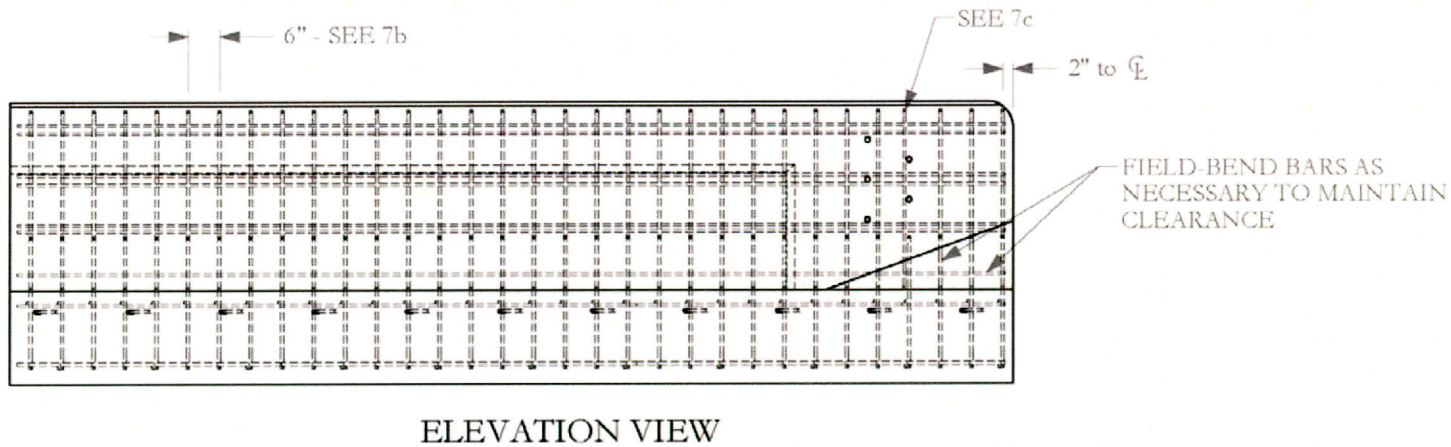 6" - SEE 7b
SEE 7c
2" to ℄
FIELD-BEND BARS AS
NECESSARY TO MAINTAIN
CLEARANCE
ELEVATION VIEW